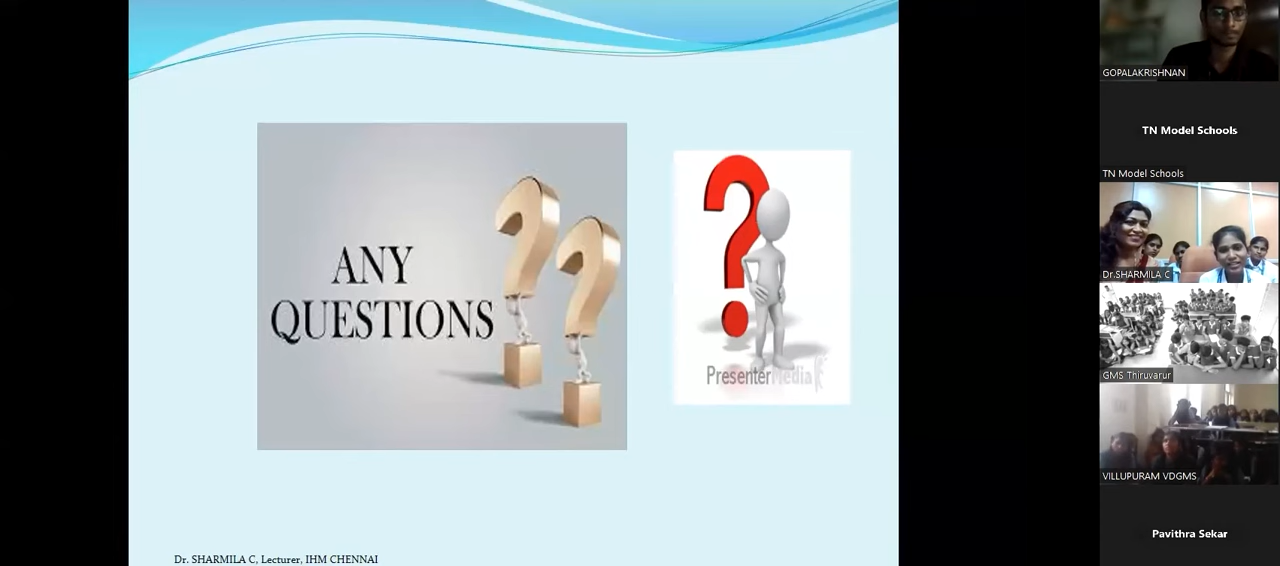 ANY
QUESTIONS
PresenterMedia
Dr. SHARMILA C, Lecturer, IHM CHENNAI
GOPALAKRISHNAN
TN Model Schools
TN Model Schools
Dr.SHARMILA C
GMS Thiruvarur
VILLUPURAM VDGMS
Pavithra Sekar